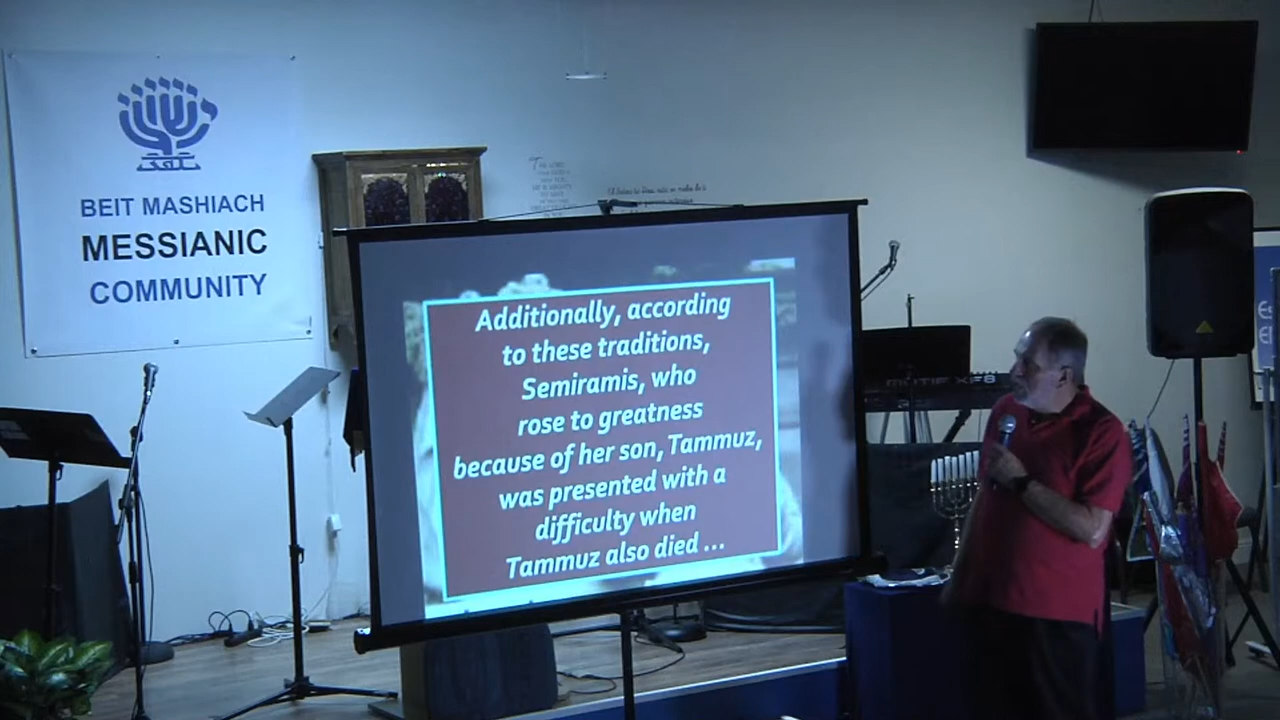 BEIT MASHIACH
MESSIANIC
COMMUNITY
Additionally, according
to these traditions,
Semiramis, who
rose to greatness
because of her son, Tammuz,
was presented with a
difficulty when
Tammuz also died ...
MOTIF XF8